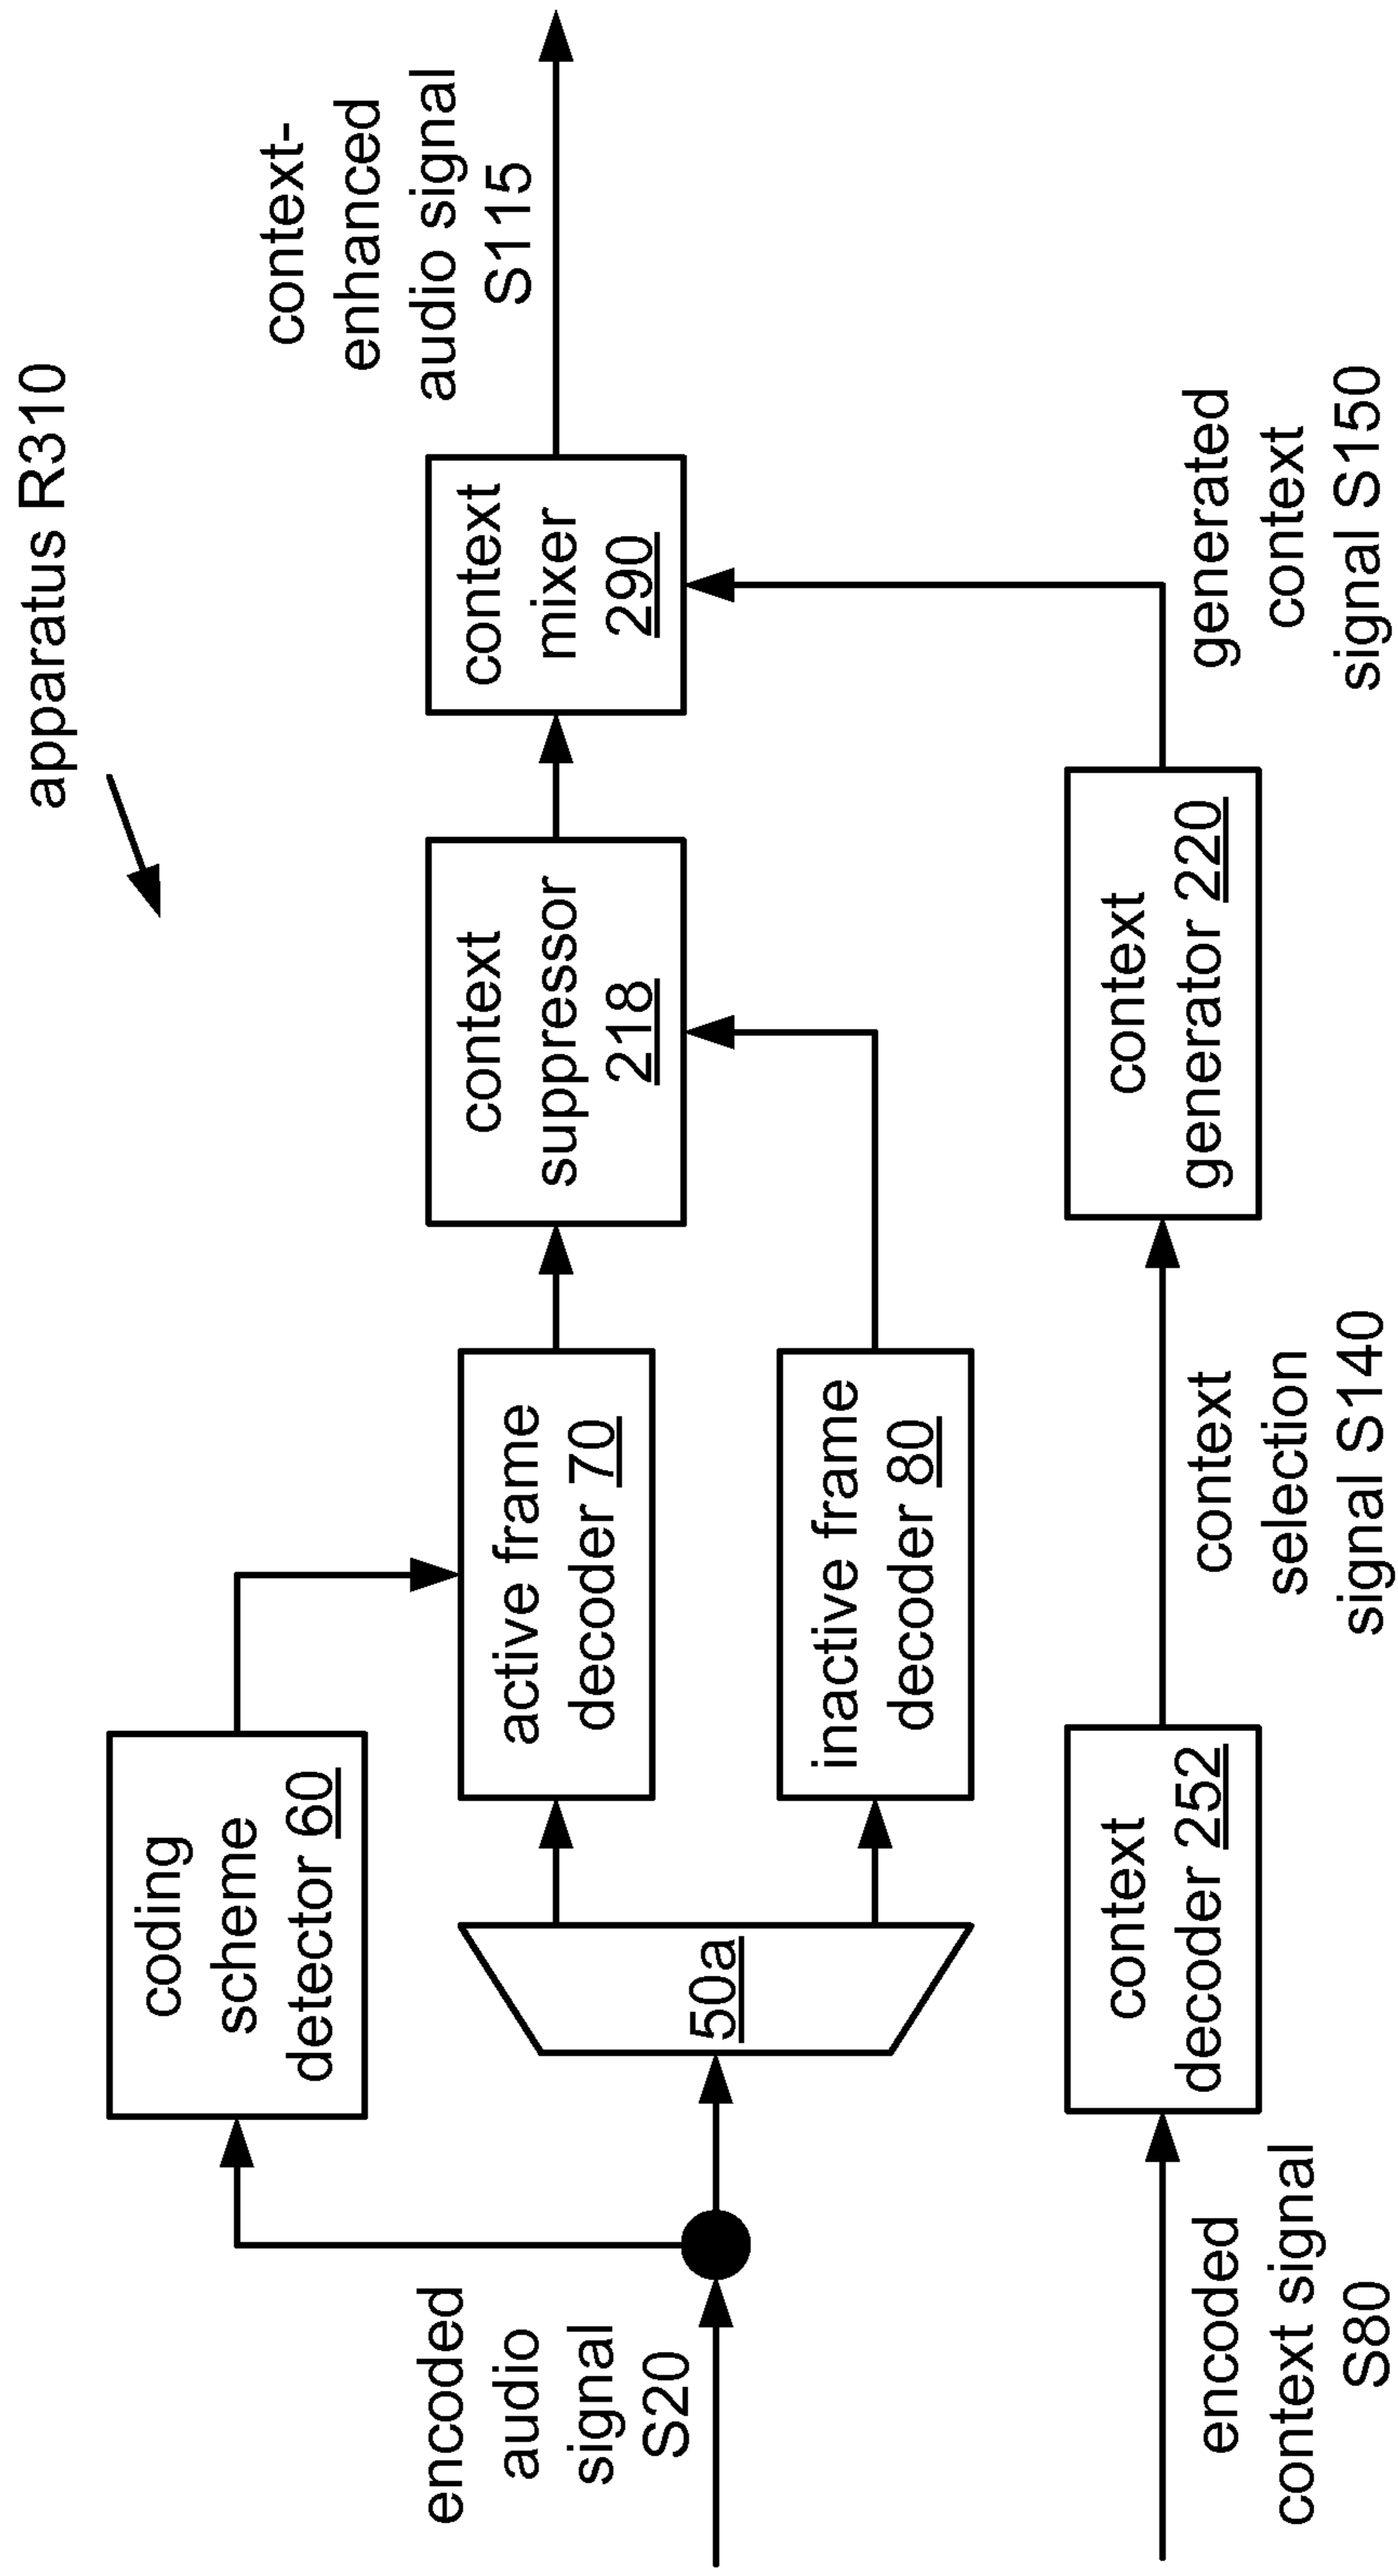 apparatus R310
encoded
audio
signal
S20
coding
scheme
detector 60
50a
active frame
decoder 70
inactive frame
decoder 80
context
suppressor
218
context
mixer
290
context-
enhanced
audio signal
S115
encoded
context signal
S80
context
decoder 252
context
selection
signal S140
context
generator 220
generated
context
signal S150